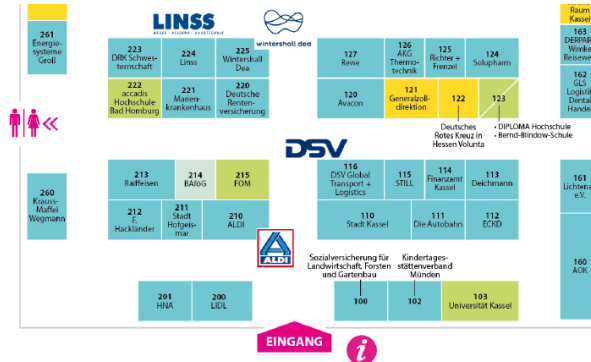 LINSS
wintershall dea
Raum
Kassel
261
Energie-
systeme
Groß
223
DRK Schwes-
ternschaft
224
Linss
225
Wintershall
Dea
127
Rewe
126
AKG
Thermo-
technik
125
Richter +
Frenzel
124
Solupharm
163
DERPAR
Wimke
Reisewe
222
accadis
Hochschule
Bad Homburg
221
Marien-
krankenhaus
220
Deutsche
Renten-
versicherung
120
Avacon
121
Generalzoll-
direktion
122
123
162
GLS
Logistik
Dental
Handel
Deutsches
Rotes Kreuz in
Hessen Volunta
• DIPLOMA Hochschule
• Bernd-Blindow-Schule
DSV
260
Krauss-
Maffei
Wegmann
213
Raiffeisen
214
BAföG
215
FOM
116
DSV Global
Transport +
Logistics
115
STILL
114
Finanzamt
Kassel
113
Deichmann
161
Lichtena
e.V.
212
F.
Hackländer
211
Stadt
Hofgeis-
mar
210
ALDI
110
Stadt Kassel
111
Die Autobahn
112
ECKD
160
AOK
ALDI
Sozialversicherung für
Landwirtschaft, Forsten
und Gartenbau
Kindertages-
stättenverband
Münden
201
HNA
200
LIDL
100
102
103
Universität Kassel
EINGANG
i